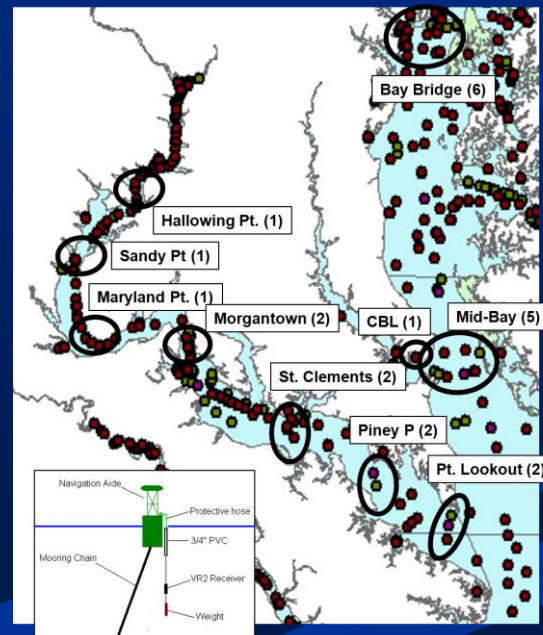 Bay Bridge (6)
Hallowing Pt. (1)
Sandy Pt (1)
Maryland Pt. (1)
Morgantown (2)
CBL (1)
Mid-Bay (5)
St. Clements (2)
Piney P (2)
Pt. Lookout (2)
Navigation Aide
Protective hose
3/4" PVC
Mooring Chain
VR2 Receiver
Weight